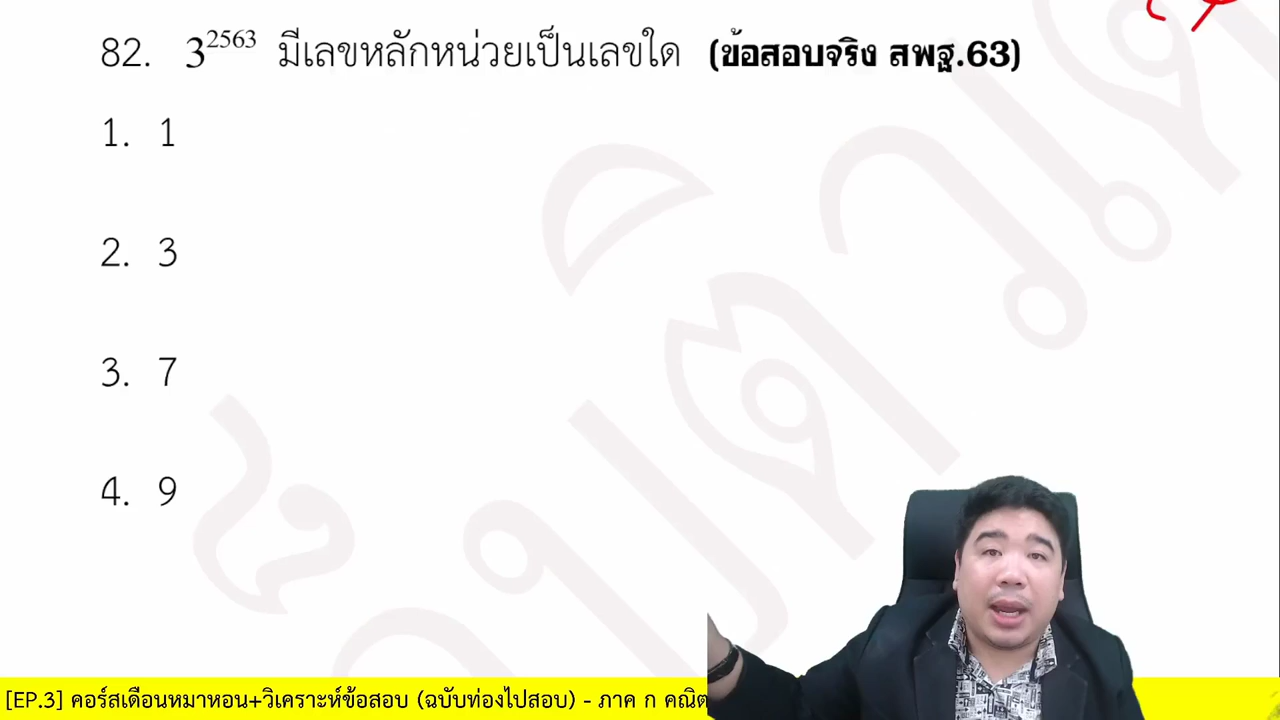 82. 3^2563 มีเลขหลักหน่วยเป็นเลขใด (ข้อสอบจริง สพฐ.63)
1. 1
2. 3
3. 7
4. 9
[EP.3] คอร์สเดือนหมาหอน+วิเคราะห์ข้อสอบ (ฉบับท่องไปสอบ) - ภาค ก คณิต